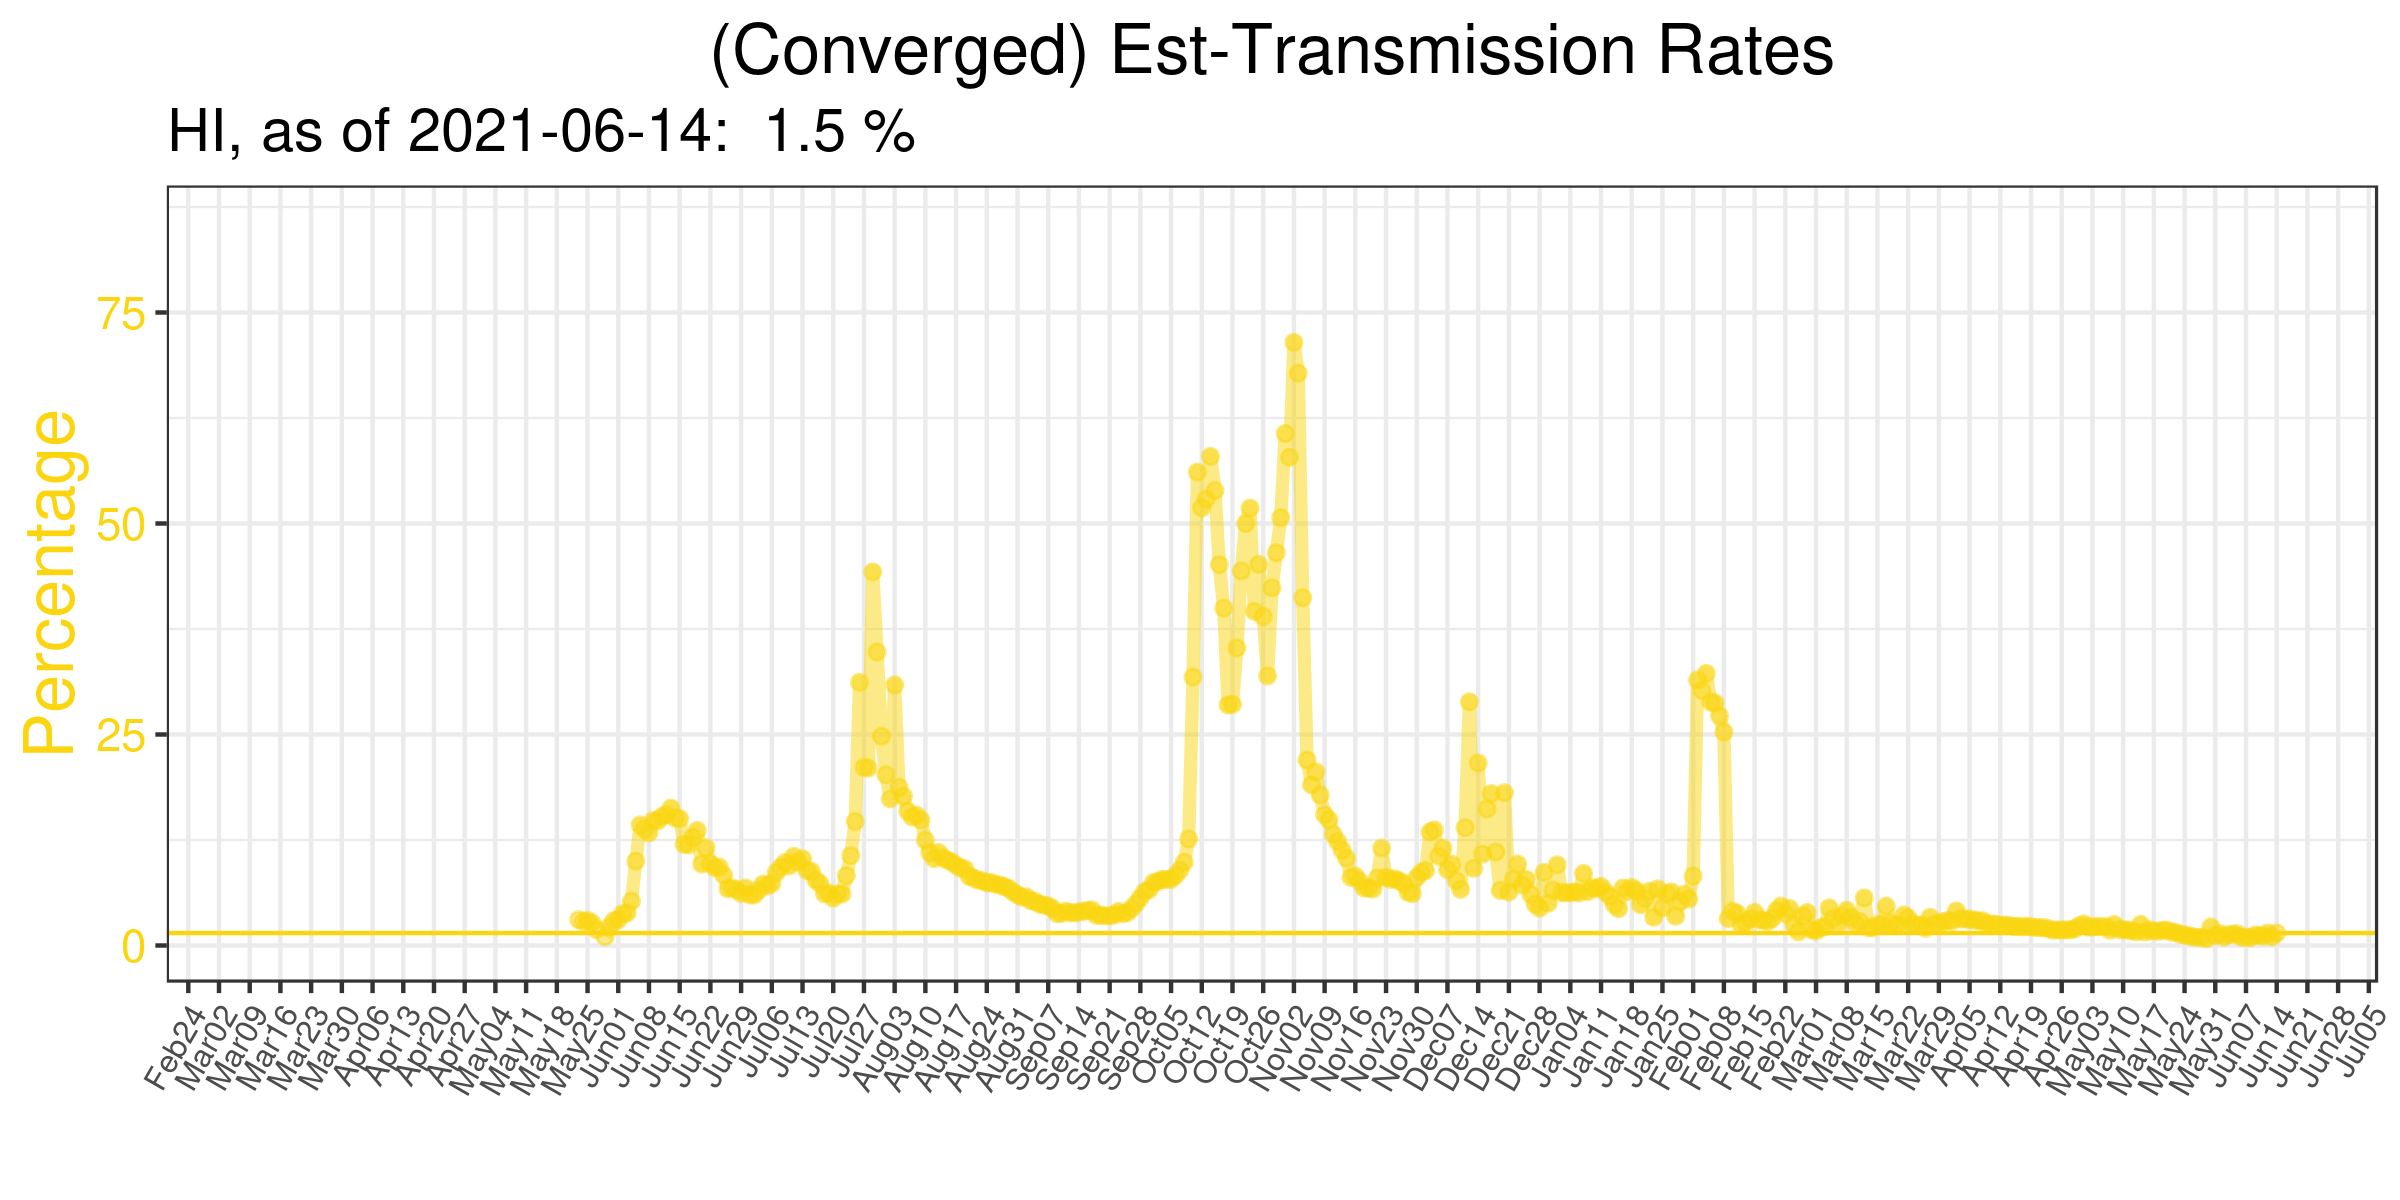 (Converged) Est-Transmission Rates
HI, as of 2021-06-14:  1.5 %
Percentage
75
50
25
0
Feb24
Mar02
Mar09
Mar16
Mar23
Mar30
Apr06
Apr13
Apr20
Apr27
May04
May11
May18
May25
Jun01
Jun08
Jun15
Jun22
Jun29
Jul06
Jul13
Jul20
Jul27
Aug03
Aug10
Aug17
Aug24
Aug31
Sep07
Sep14
Sep21
Sep28
Oct05
Oct12
Oct19
Oct26
Nov02
Nov09
Nov16
Nov23
Nov30
Dec07
Dec14
Dec21
Dec28
Jan04
Jan11
Jan18
Jan25
Feb01
Feb08
Feb15
Feb22
Mar01
Mar08
Mar15
Mar22
Mar29
Apr05
Apr12
Apr19
Apr26
May03
May10
May17
May24
May31
Jun07
Jun14
Jun21
Jun28
Jul05